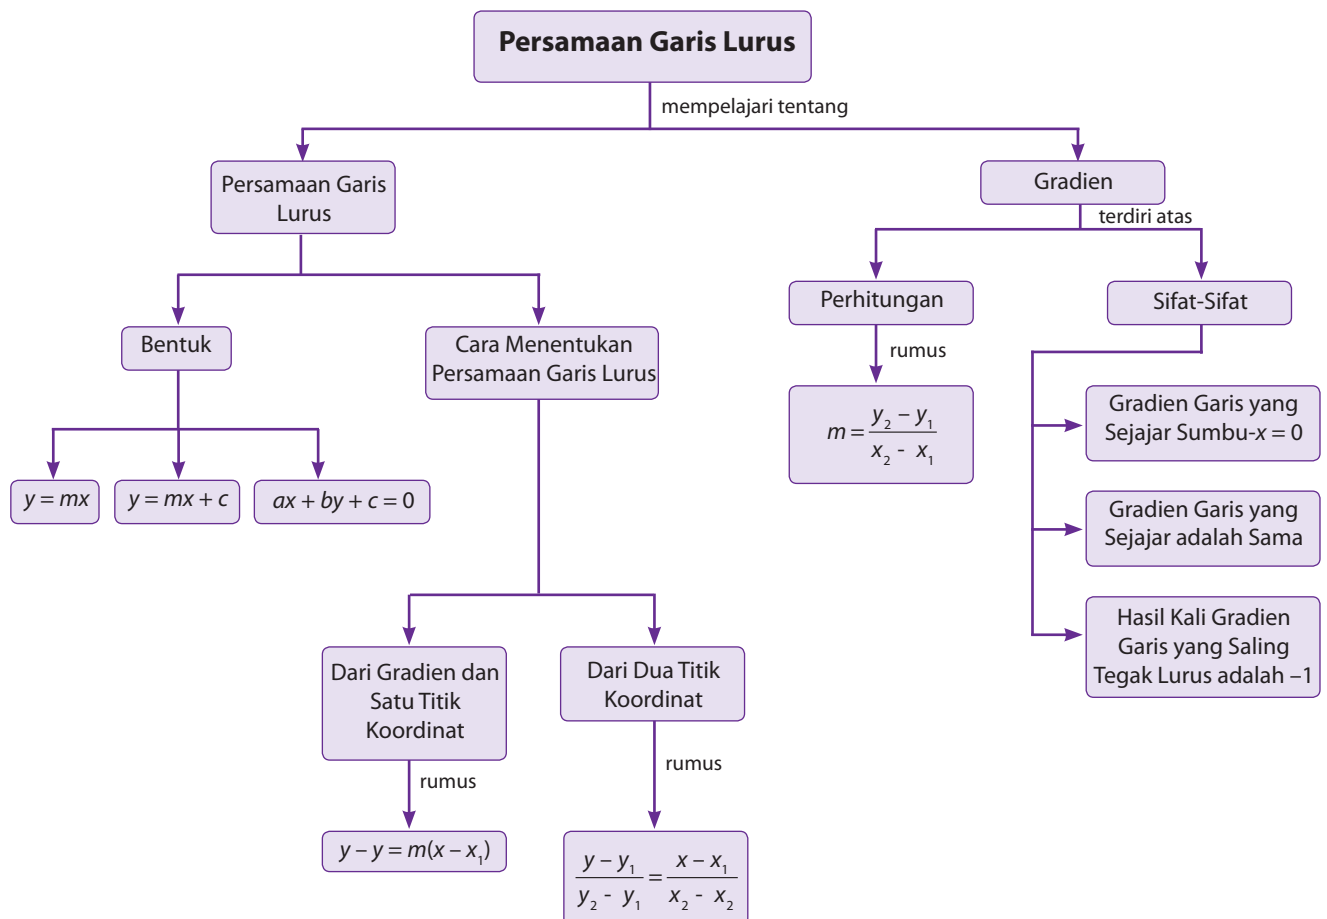 Persamaan Garis Lurus
mempelajari tentang
Persamaan Garis
Lurus
Gradien
terdiri atas
Bentuk
Cara Menentukan
Persamaan Garis Lurus
Perhitungan
Sifat-Sifat
rumus
m = (y₂ – y₁) / (x₂ - x₁)
Gradien Garis yang
Sejajar Sumbu-x = 0
Gradien Garis yang
Sejajar adalah Sama
Hasil Kali Gradien
Garis yang Saling
Tegak Lurus adalah –1
y = mx
y = mx + c
ax + by + c = 0
Dari Gradien dan
Satu Titik
Koordinat
Dari Dua Titik
Koordinat
rumus
rumus
y – y = m(x – x₁)
(y – y₁) / (y₂ - y₁) = (x – x₁) / (x₂ - x₂)